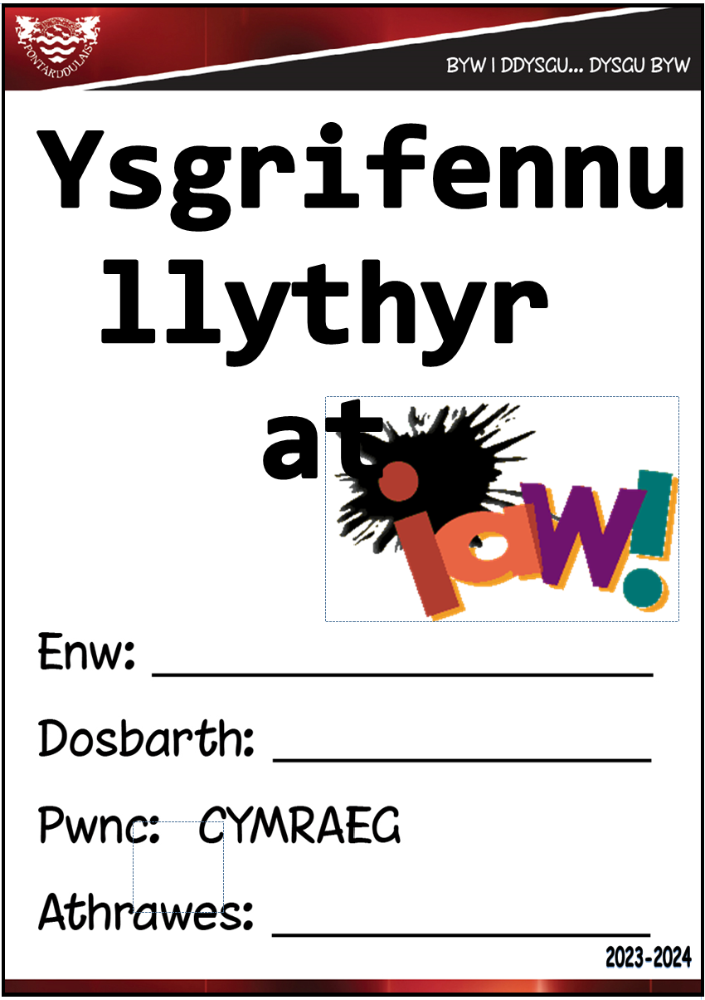 PONTARDDULAIS
BYW I DDYSGU... DYSGU BYW
Ysgrifennu
llythyr
at
iaw!
Enw:
Dosbarth:
Pwnc: CYMRAEG
Athrawes:
2023-2024